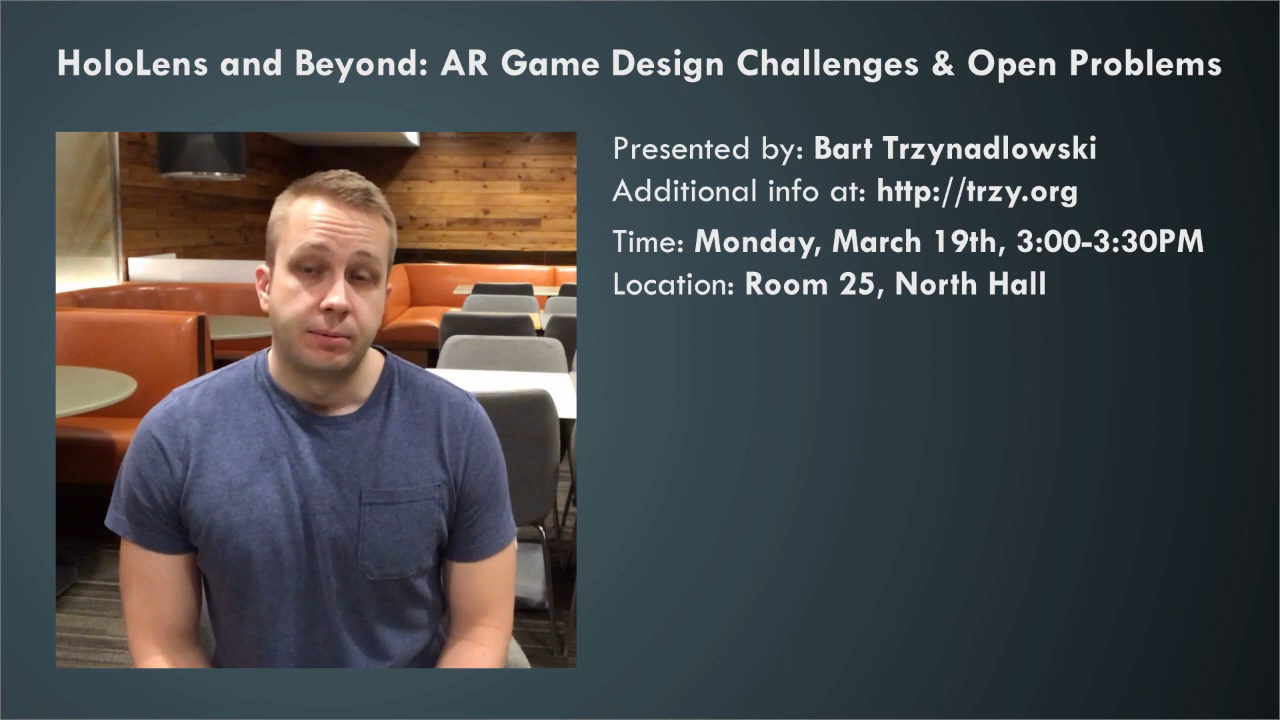 HoloLens and Beyond: AR Game Design Challenges & Open Problems
Presented by: Bart Trzynadlowski
Additional info at: http://trzy.org
Time: Monday, March 19th, 3:00-3:30PM
Location: Room 25, North Hall